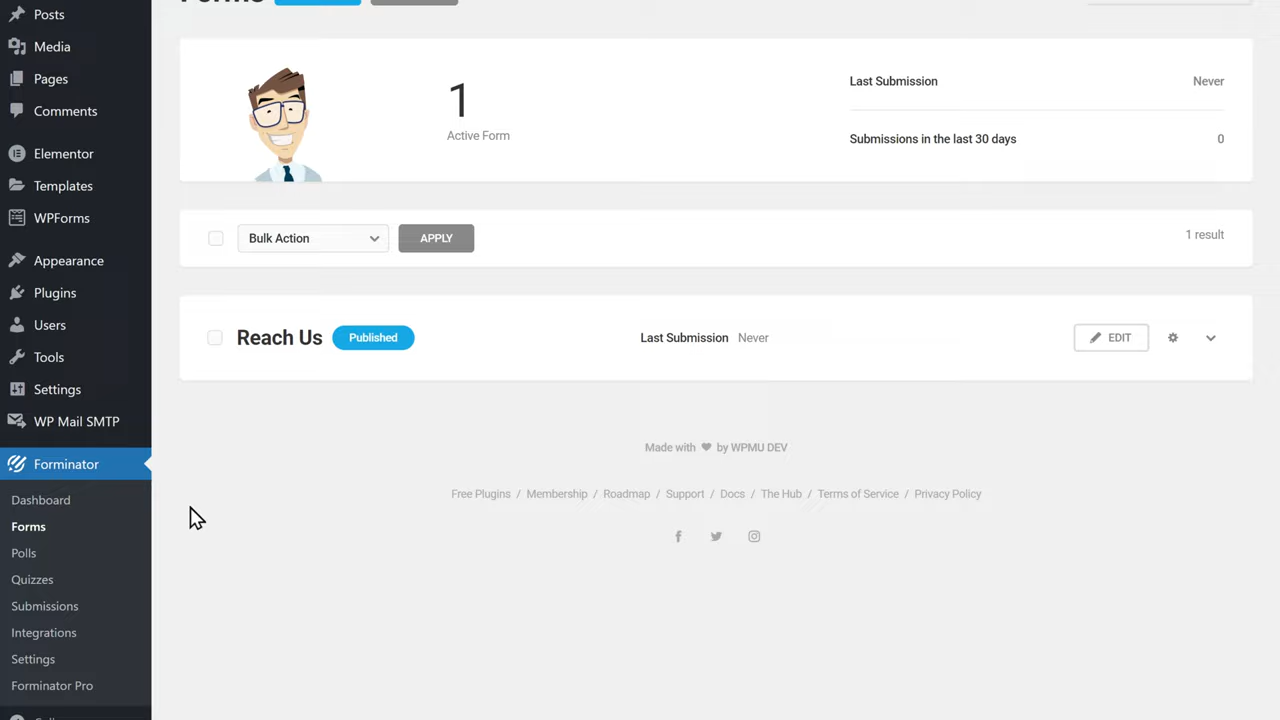 Posts
Media
Pages
Comments
Elementor
Templates
WPForms
Appearance
Plugins
Users
Tools
Settings
WP Mail SMTP
Forminator
Dashboard
Forms
Polls
Quizzes
Submissions
Integrations
Settings
Forminator Pro
Forms
1
Active Form
Last Submission Never
Submissions in the last 30 days 0
Bulk Action APPLY 1 result
Reach Us Published Last Submission Never EDIT
Made with ♥ by WPMU DEV
Free Plugins / Membership / Roadmap / Support / Docs / The Hub / Terms of Service / Privacy Policy